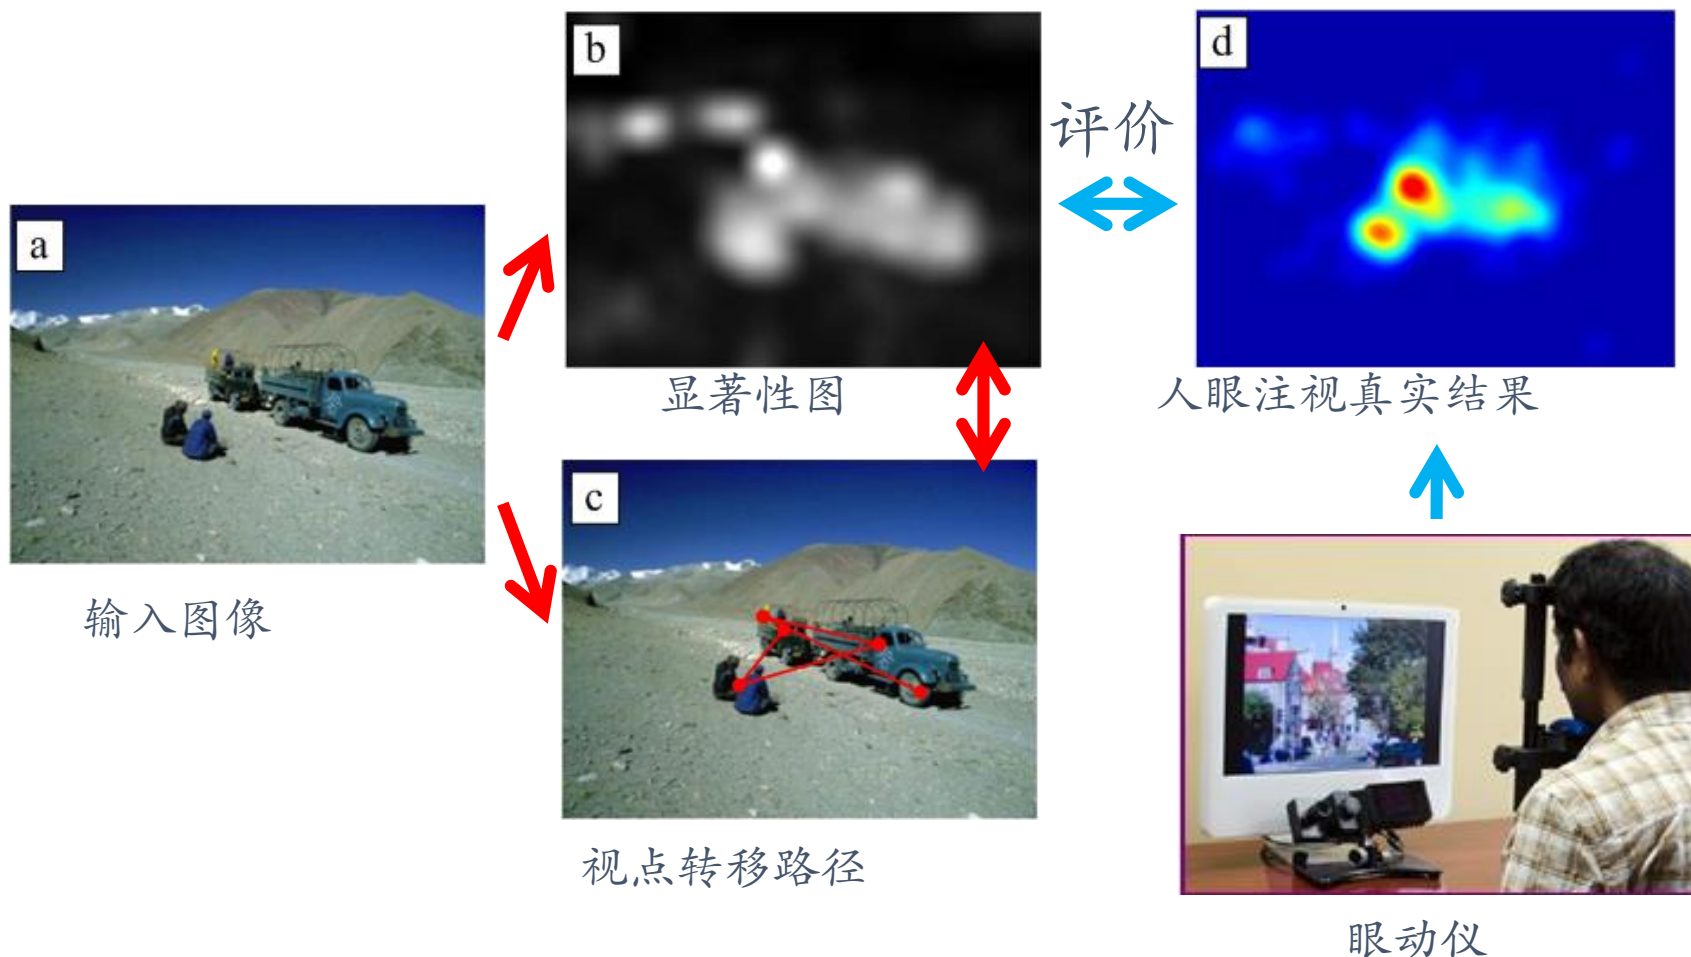 a
输入图像
b
显著性图
c
视点转移路径
评价
d
人眼注视真实结果
眼动仪